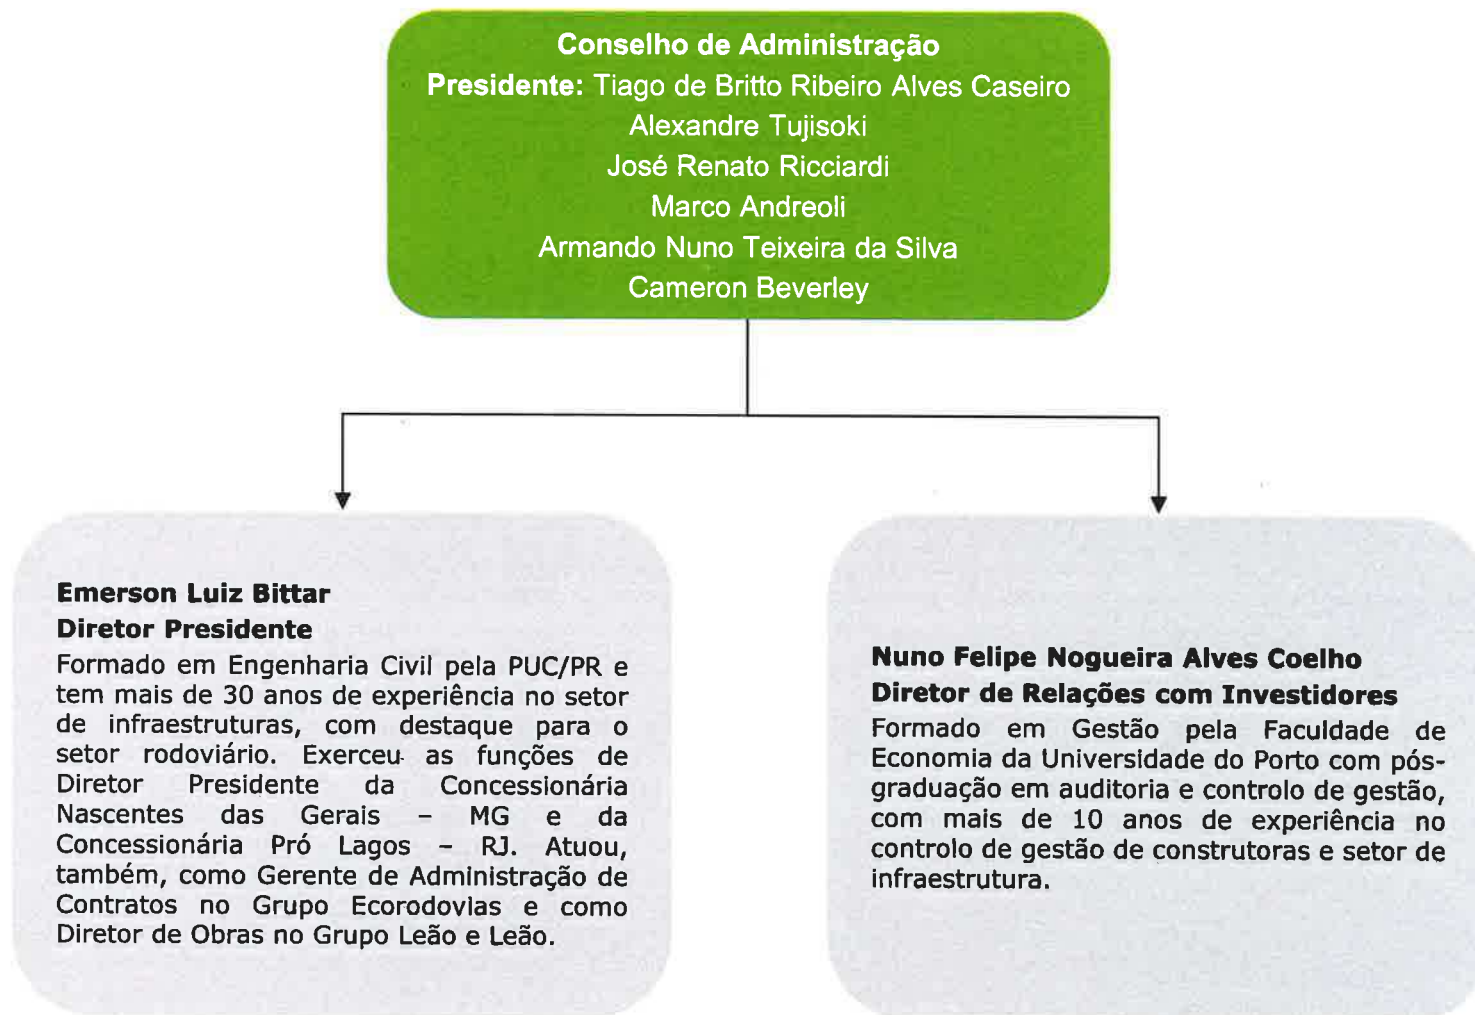 Conselho de Administração
Presidente: Tiago de Britto Ribeiro Alves Caseiro
Alexandre Tujisoki
José Renato Ricciardi
Marco Andreoli
Armando Nuno Teixeira da Silva
Cameron Beverley
Emerson Luiz Bittar
Diretor Presidente
Formado em Engenharia Civil pela PUC/PR e
tem mais de 30 anos de experiência no setor
de infraestruturas, com destaque para o
setor rodoviário. Exerceu as funções de
Diretor Presidente da Concessionária
Nascentes das Gerais – MG e da
Concessionária Pró Lagos – RJ. Atuou,
também, como Gerente de Administração de
Contratos no Grupo Ecorodovias e como
Diretor de Obras no Grupo Leão e Leão.
Nuno Felipe Nogueira Alves Coelho
Diretor de Relações com Investidores
Formado em Gestão pela Faculdade de
Economia da Universidade do Porto com pós-
graduação em auditoria e controlo de gestão,
com mais de 10 anos de experiência no
controlo de gestão de construtoras e setor de
infraestrutura.